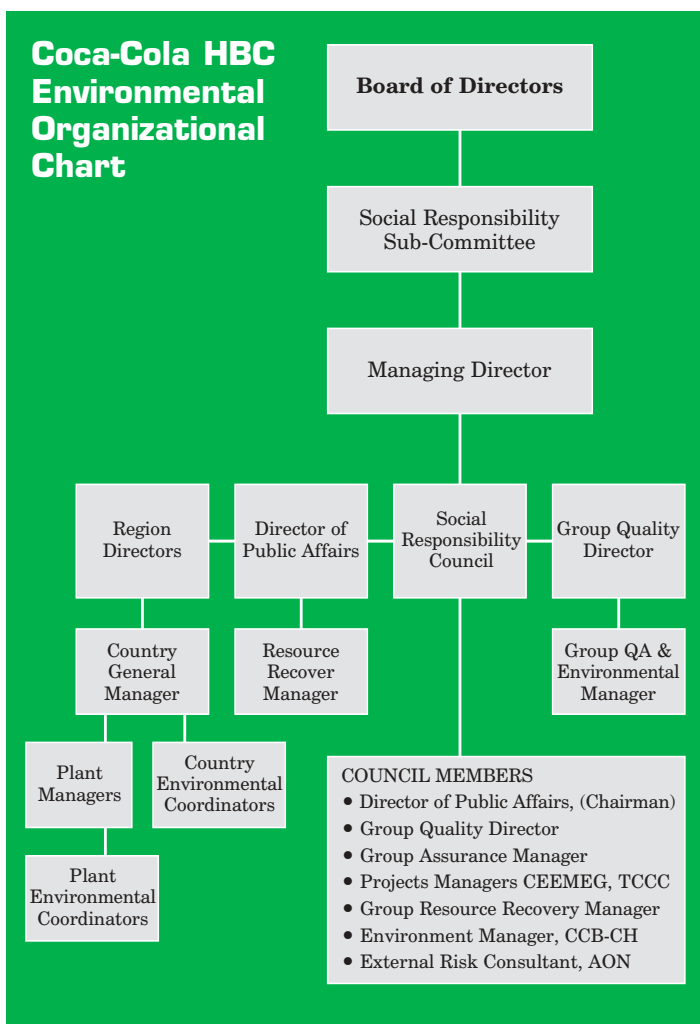 Coca-Cola HBC
Environmental
Organizational
Chart
Board of Directors
Social Responsibility
Sub-Committee
Managing Director
Region
Directors
Director of
Public Affairs
Social
Responsibility
Council
Group Quality
Director
Country
General
Manager
Resource
Recover
Manager
Group QA &
Environmental
Manager
Plant
Managers
Country
Environmental
Coordinators
Plant
Environmental
Coordinators
COUNCIL MEMBERS
• Director of Public Affairs, (Chairman)
• Group Quality Director
• Group Assurance Manager
• Projects Managers CEEMEG, TCCC
• Group Resource Recovery Manager
• Environment Manager, CCB-CH
• External Risk Consultant, AON